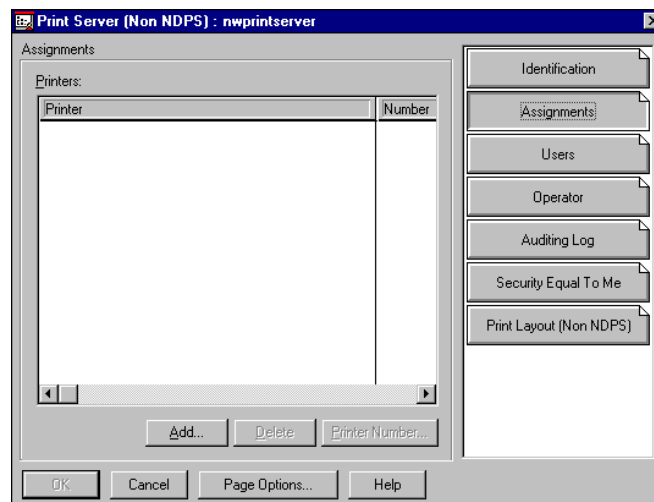 Print Server (Non NDPS) : nwprintserver
Assignments
Printers:
Printer Number
Add... Delete Printer Number...
OK Cancel Page Options... Help
Identification
Assignments
Users
Operator
Auditing Log
Security Equal To Me
Print Layout (Non NDPS)